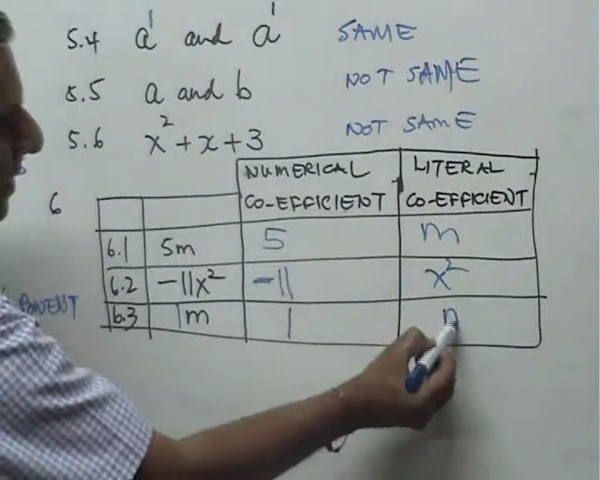 5.4 a¹ and a¹ SAME
5.5 a and b NOT SAME
5.6 x² + x + 3 NOT SAME
6
NUMERICAL CO-EFFICIENT LITERAL CO-EFFICIENT
6.1 5m 5 m
6.2 -11x² -11 x²
6.3 1m 1